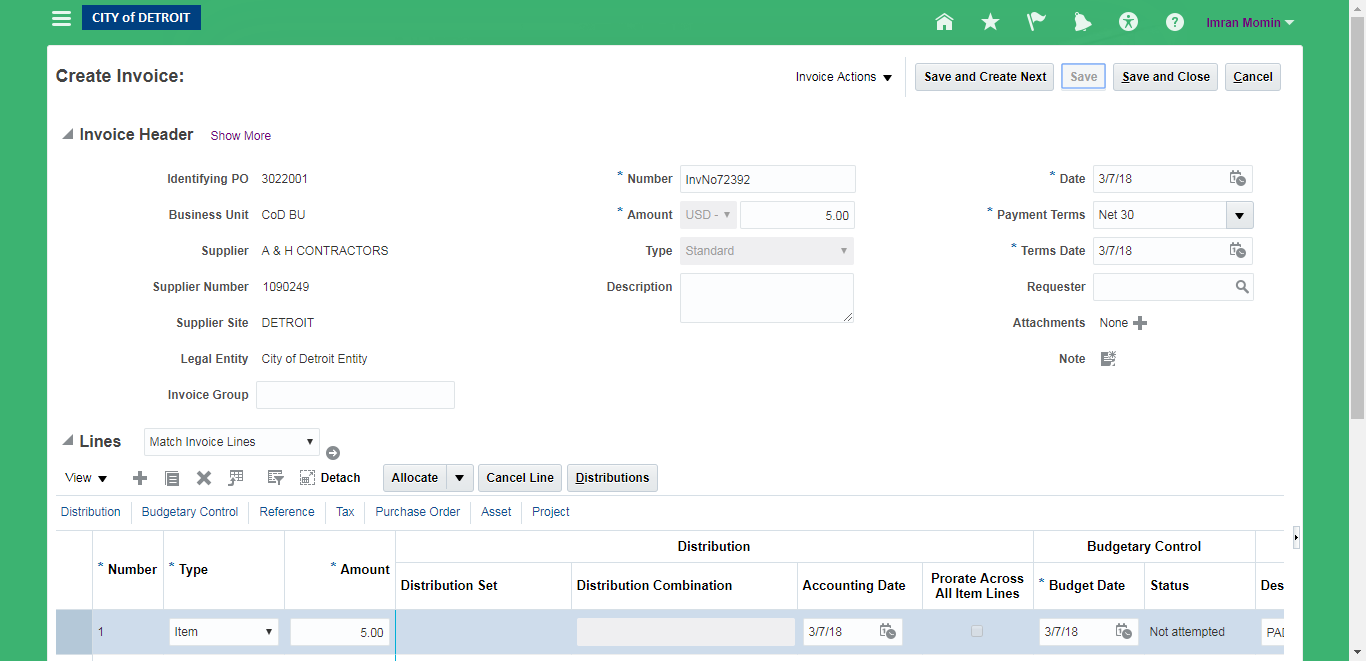 CITY of DETROIT
Imran Momin
Create Invoice:
Invoice Actions
Save and Create Next
Save
Save and Close
Cancel
Invoice Header
Show More
Identifying PO 3022001
* Number InvNo72392
* Date 3/7/18
Business Unit CoD BU
* Amount USD - 5.00
* Payment Terms Net 30
Supplier A & H CONTRACTORS
Type Standard
* Terms Date 3/7/18
Supplier Number 1090249
Description
Requester
Supplier Site DETROIT
Attachments None
Legal Entity City of Detroit Entity
Note
Invoice Group
Lines Match Invoice Lines
View
Detach
Allocate
Cancel Line
Distributions
Distribution Budgetary Control Reference Tax Purchase Order Asset Project
Distribution Budgetary Control
* Number * Type * Amount Distribution Set Distribution Combination Accounting Date Prorate Across All Item Lines * Budget Date Status Des
1 Item 5.00 3/7/18 3/7/18 Not attempted PAD